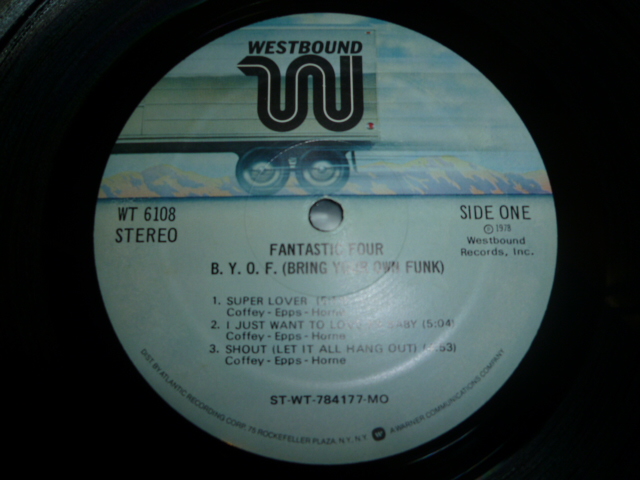 WESTBOUND
WT 6108
STEREO
SIDE ONE
℗ 1978
Westbound
Records, Inc.
FANTASTIC FOUR
B. Y. O. F. (BRING YOUR OWN FUNK)
1. SUPER LOVER
Coffey - Epps - Horne
2. I JUST WANT TO LOVE BABY (5:04)
Coffey - Epps - Horne
3. SHOUT (LET IT ALL HANG OUT)
Coffey - Epps - Horne
ST-WT-784177-MO
DIST. BY ATLANTIC RECORDING CORP. 75 ROCKEFELLER PLAZA, N.Y., N.Y. A WARNER COMMUNICATIONS COMPANY